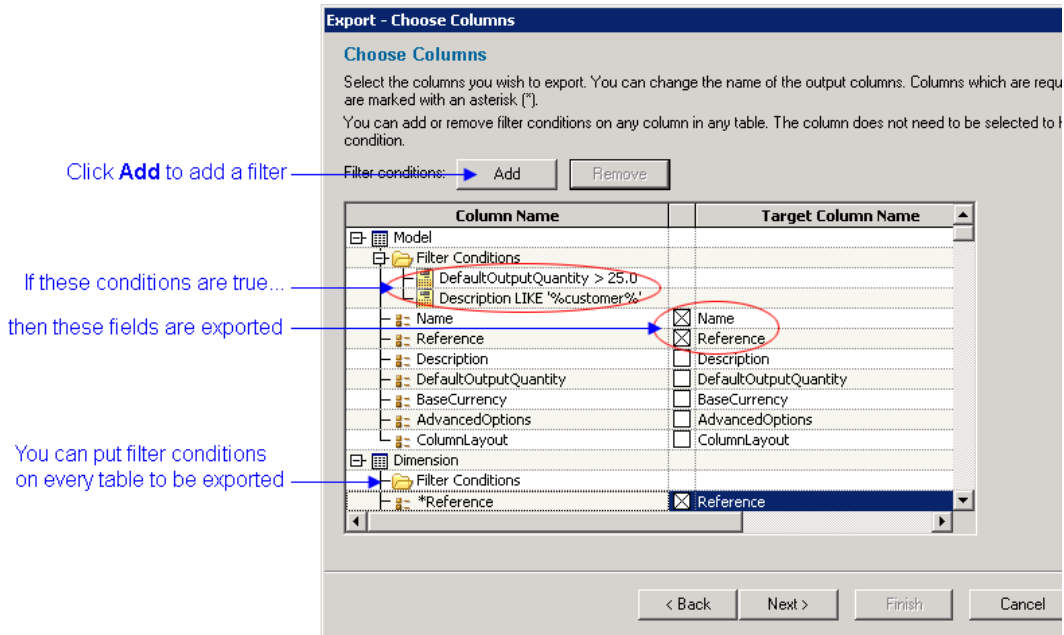 Export - Choose Columns
Choose Columns
Select the columns you wish to export. You can change the name of the output columns. Columns which are requ
are marked with an asterisk (*).
You can add or remove filter conditions on any column in any table. The column does not need to be selected to h
condition.
Click Add to add a filter
Filter conditions: Add Remove
Column Name Target Column Name
Model
Filter Conditions
If these conditions are true...
DefaultOutputQuantity > 25.0
Description LIKE '%customer%'
then these fields are exported
Name Name
Reference Reference
Description Description
DefaultOutputQuantity DefaultOutputQuantity
BaseCurrency BaseCurrency
AdvancedOptions AdvancedOptions
ColumnLayout ColumnLayout
You can put filter conditions
on every table to be exported
Dimension
Filter Conditions
*Reference Reference
< Back Next > Finish Cancel